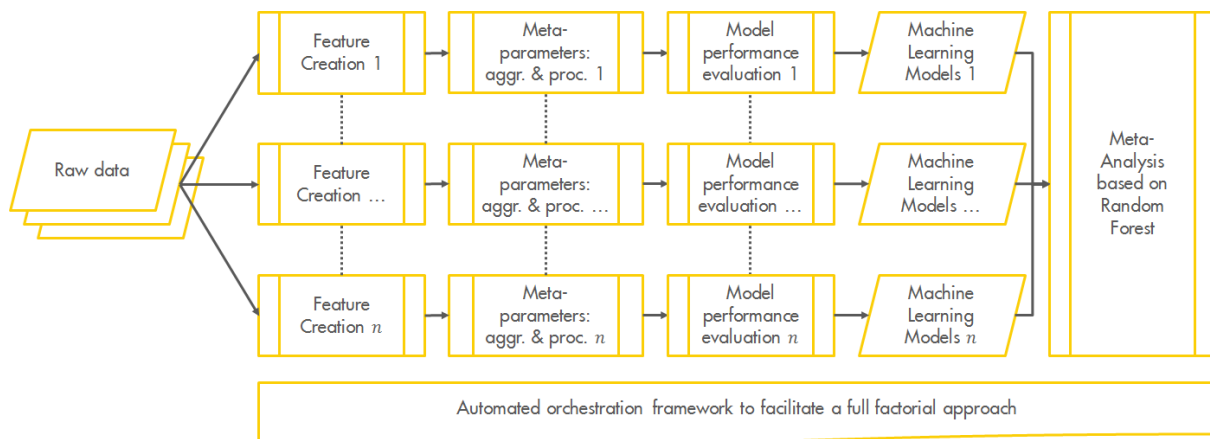 Raw data
Feature
Creation 1
Meta-
parameters:
aggr. & proc. 1
Model
performance
evaluation 1
Machine
Learning
Models 1
Feature
Creation ...
Meta-
parameters:
aggr. & proc. ...
Model
performance
evaluation ...
Machine
Learning
Models ...
Feature
Creation n
Meta-
parameters:
aggr. & proc. n
Model
performance
evaluation n
Machine
Learning
Models n
Meta-
Analysis
based on
Random
Forest
Automated orchestration framework to facilitate a full factorial approach